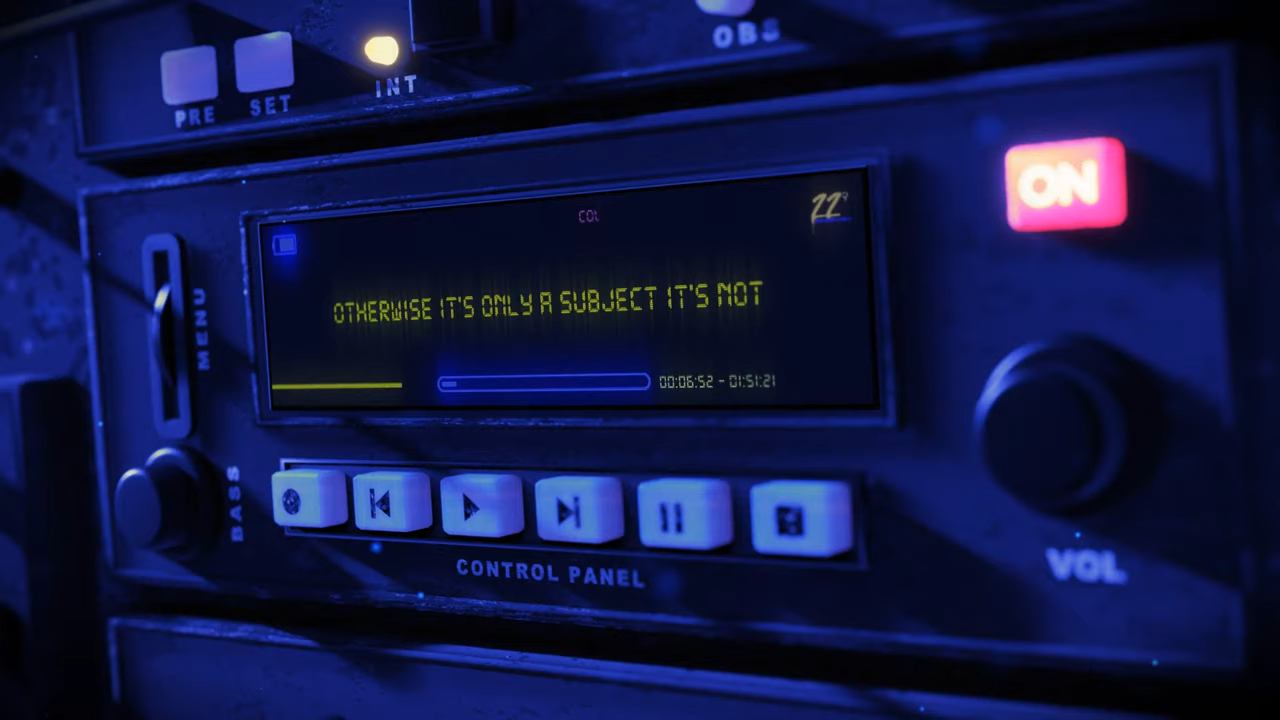 OBS
INT
PRE SET
ON
22°
COL
OTHERWISE IT'S ONLY A SUBJECT IT'S NOT
MENU
00:06:52 - 01:51:21
BASS
CONTROL PANEL
VOL